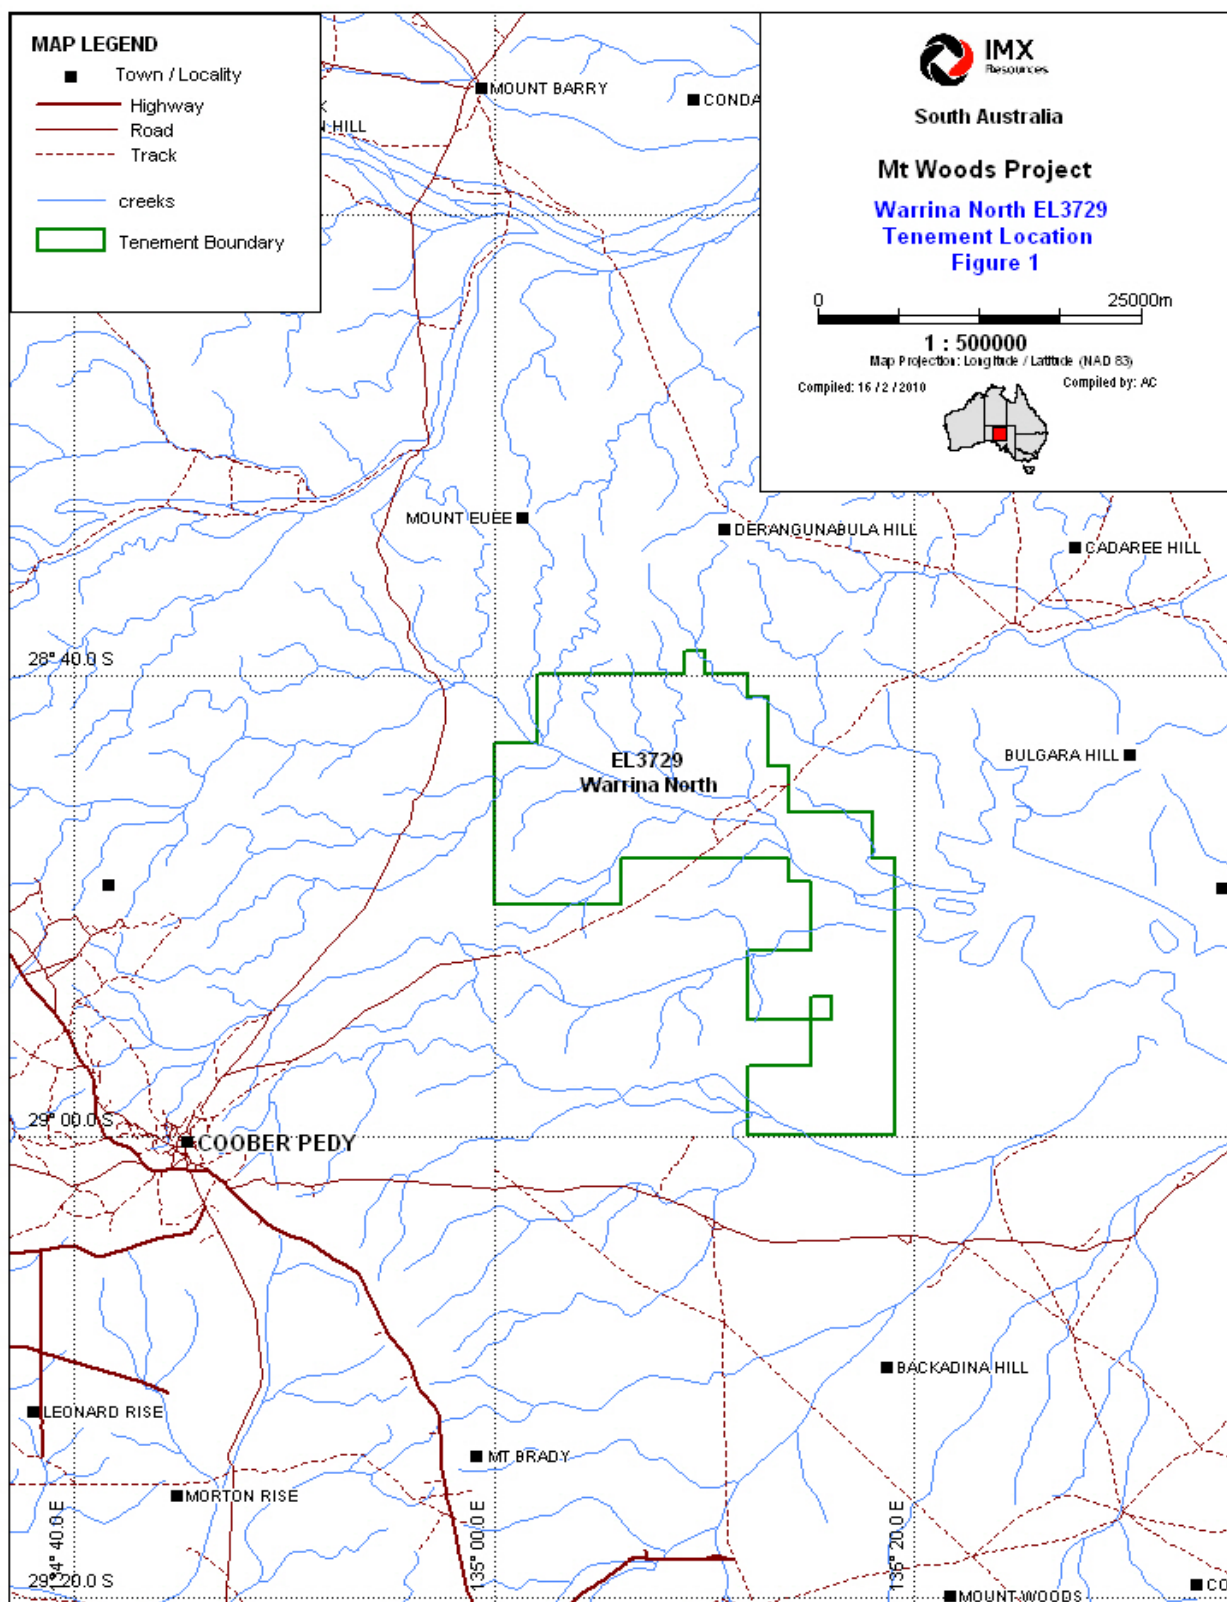 MAP LEGEND
Town / Locality
Highway
Road
Track
creeks
Tenement Boundary
IMX
Resources
South Australia
Mt Woods Project
Warrina North EL3729
Tenement Location
Figure 1
0 25000m
1 : 500000
Map Projection: Longitude / Latitude (NAD 83)
Compiled: 16 / 2 / 2010
Compiled by: AC
MOUNT BARRY
CONDA
HILL
MOUNT EUEE
DERANGUNABULA HILL
CADAREE HILL
28° 40.0 S
EL3729
Warrina North
BULGARA HILL
29° 00.0 S
COOBER PEDY
BACKADINA HILL
LEONARD RISE
MT BRADY
MORTON RISE
134° 40.0 E
135° 00.0 E
135° 20.0 E
29° 20.0 S
MOUNT WOODS
CO